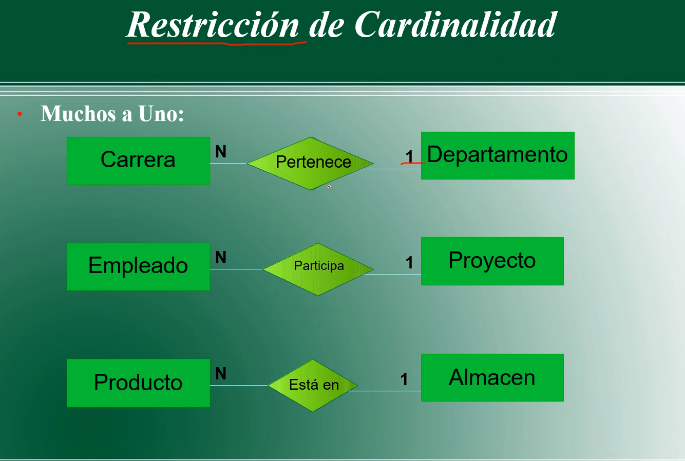 Restricción de Cardinalidad
• Muchos a Uno:
Carrera N Pertenece 1 Departamento
Empleado N Participa 1 Proyecto
Producto N Está en 1 Almacen